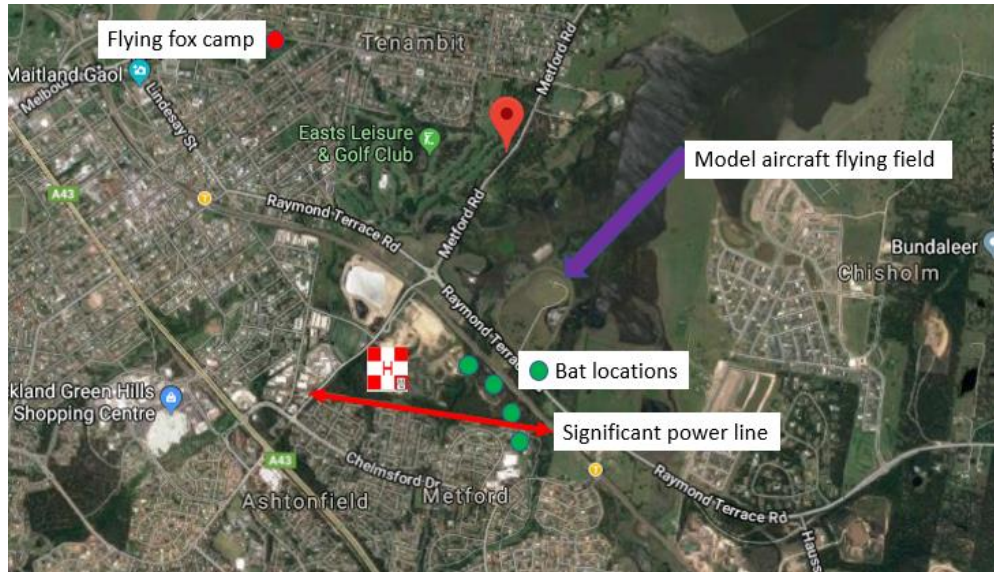 Flying fox camp
Tenambit
Maitland Gaol
Melbou
Lindesay St
Metford Rd
Easts Leisure
& Golf Club
Model aircraft flying field
A43
Raymond Terrace Rd
Metford Rd
Bundaleer
Chisholm
Raymond Terrace
H
Bat locations
kland Green Hills
Shopping Centre
Significant power line
Chelmsford Dr
A43
Metford
Ashtonfield
Raymond Terrace Rd
Hauss